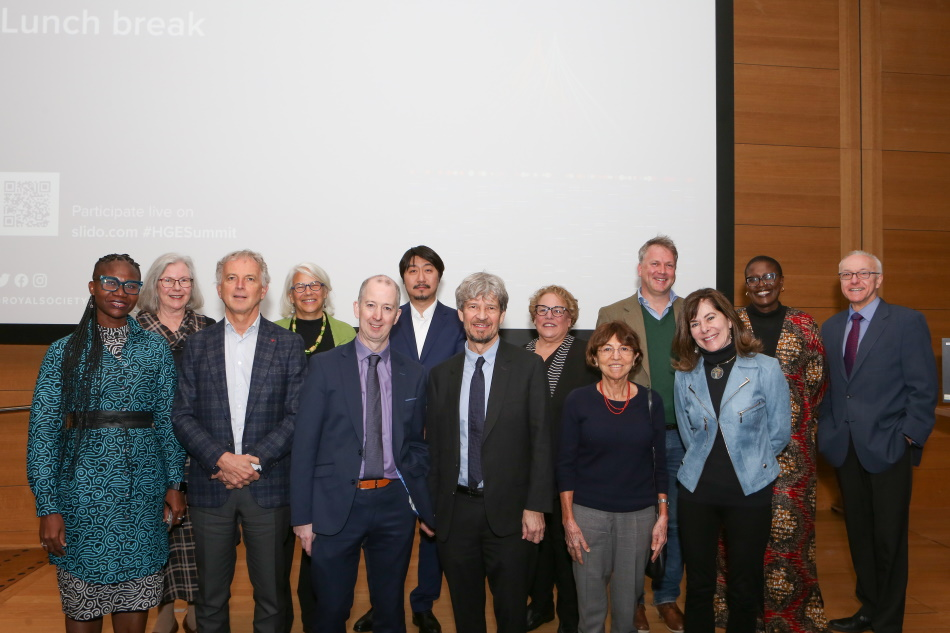 Lunch break
Participate live on
slido.com #HGESummit
ROYALSOCIETY